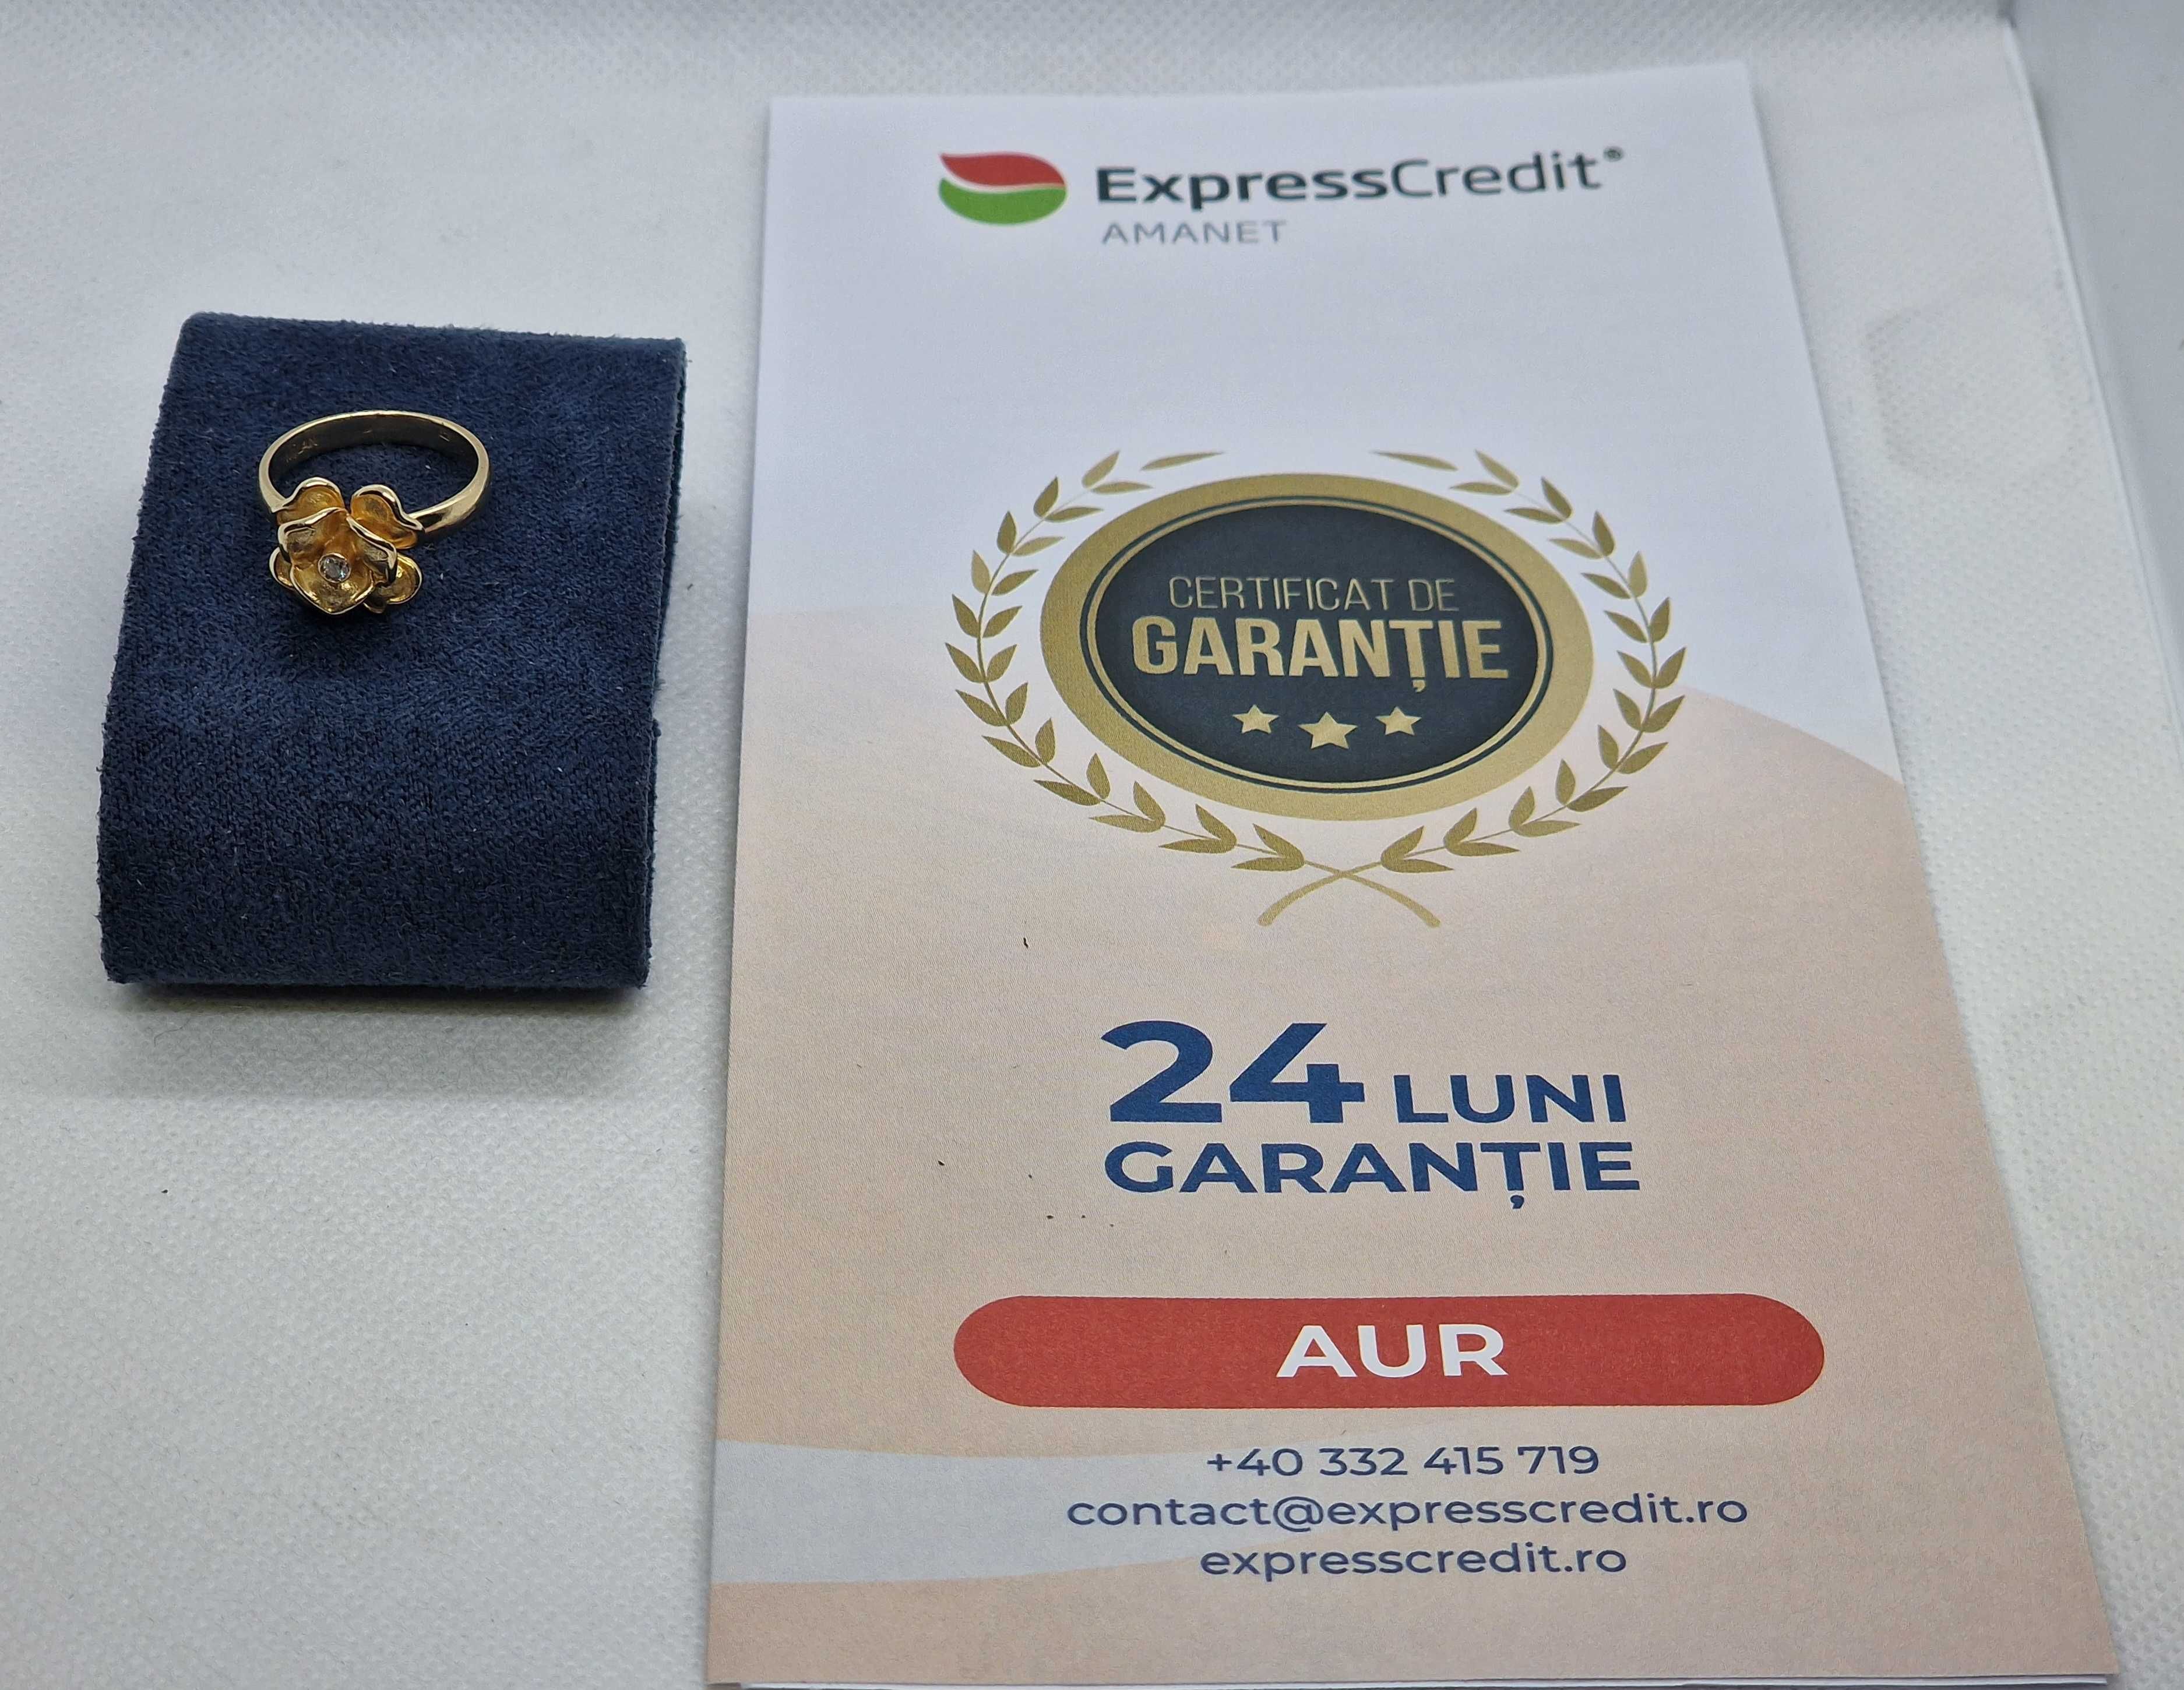 ExpressCredit®
AMANET
CERTIFICAT DE
GARANȚIE
24 LUNI
GARANȚIE
AUR
+40 332 415 719
contact@expresscredit.ro
expresscredit.ro